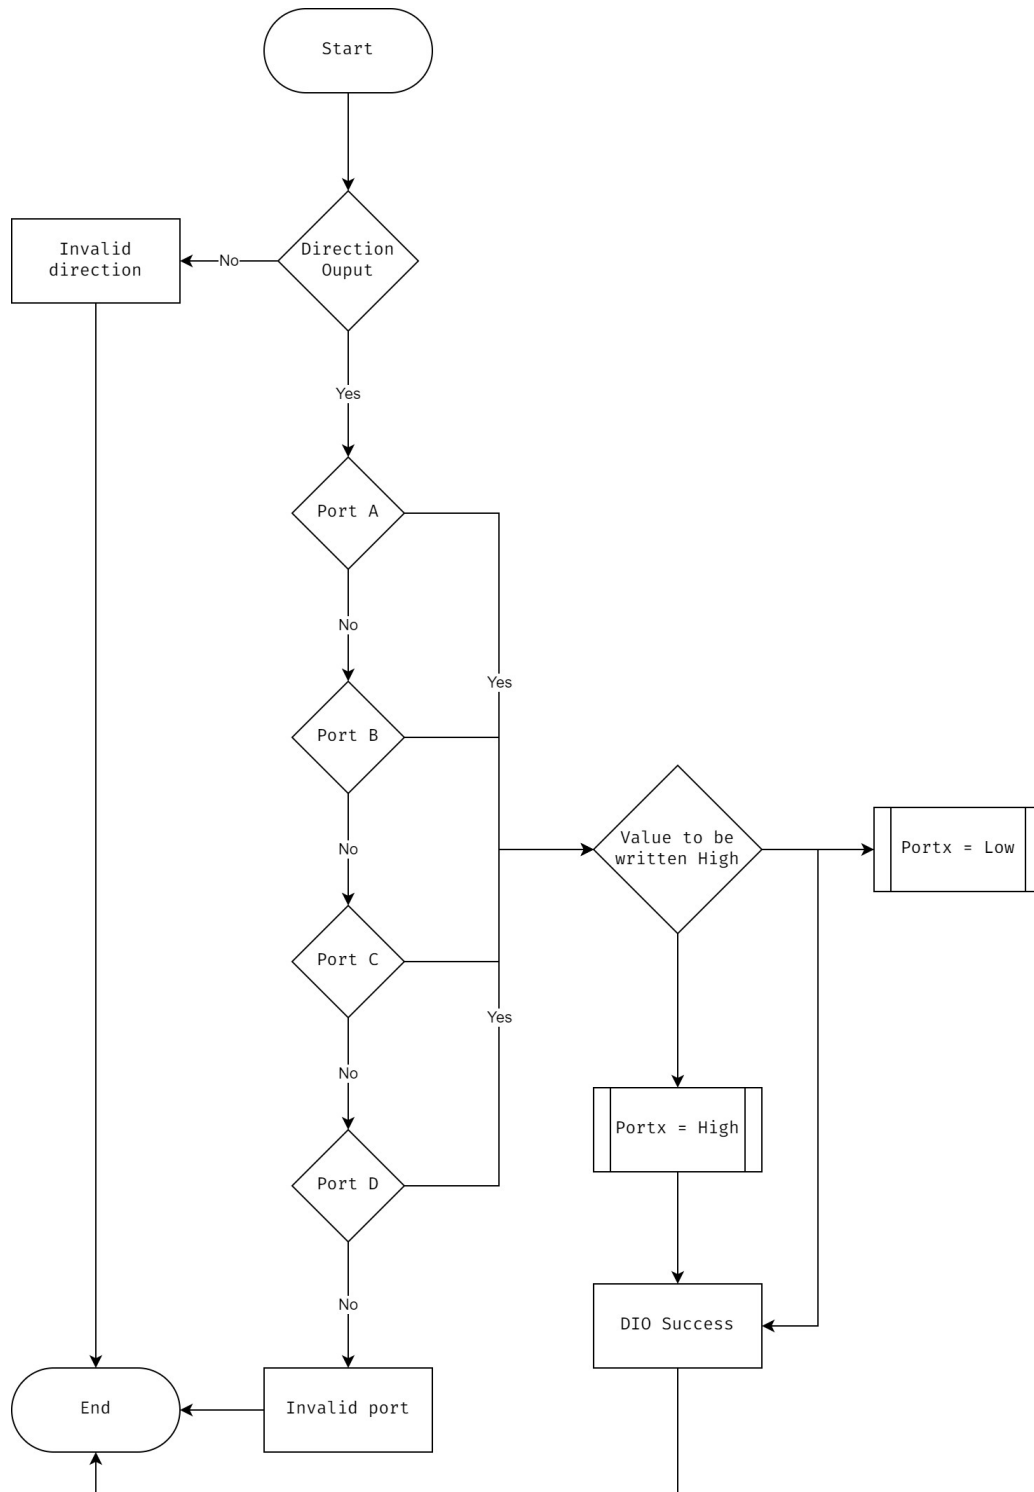 Start
Invalid
direction
No
Direction
Ouput
Yes
Port A
No
Yes
Port B
No
Value to be
written High
Portx = Low
Port C
Yes
No
Portx = High
Port D
No
DIO Success
End
Invalid port